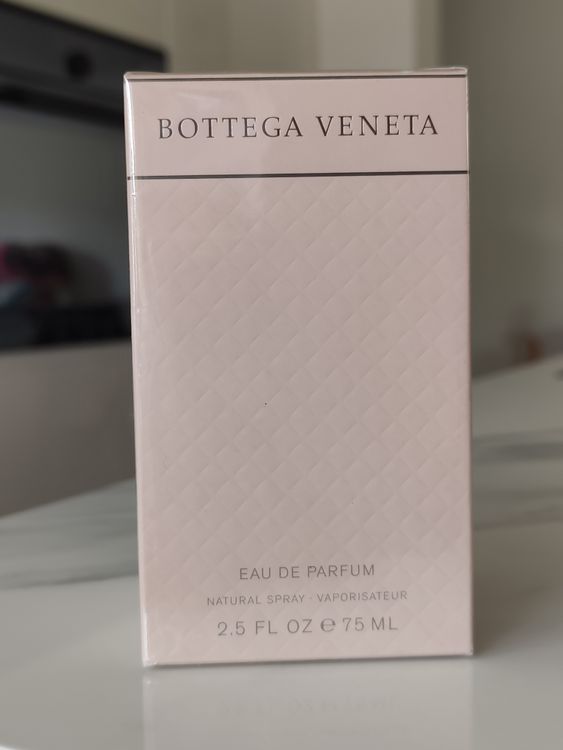 BOTTEGA VENETA
EAU DE PARFUM
NATURAL SPRAY · VAPORISATEUR
2.5 FL OZ ℮ 75 ML